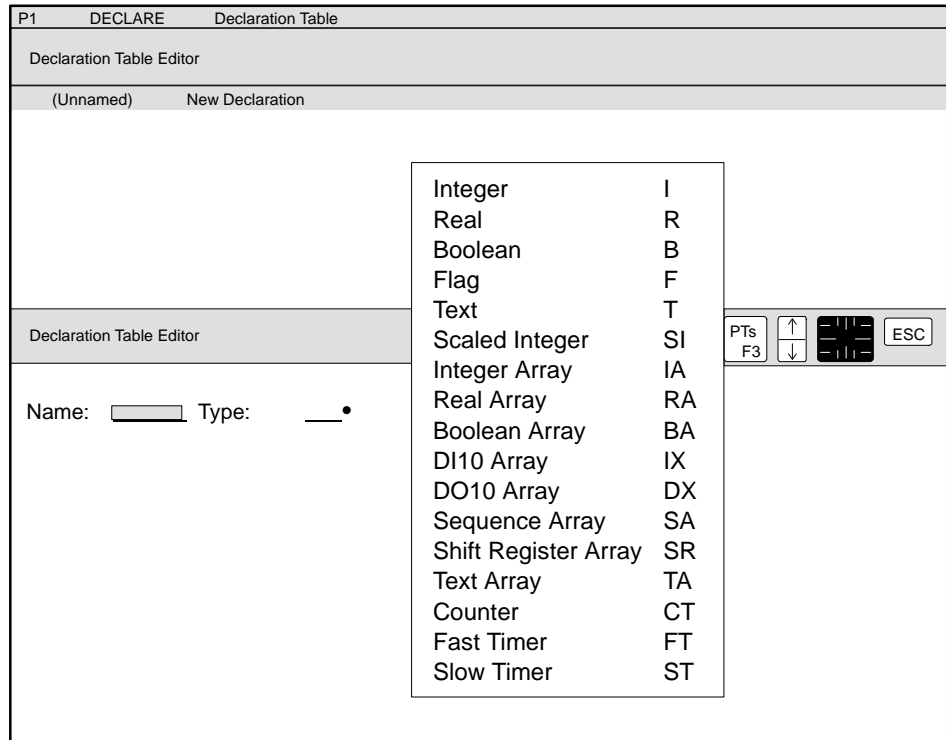 P1 DECLARE Declaration Table
Declaration Table Editor
(Unnamed) New Declaration
Integer I
Real R
Boolean B
Flag F
Text T
Scaled Integer SI
Integer Array IA
Real Array RA
Boolean Array BA
DI10 Array IX
DO10 Array DX
Sequence Array SA
Shift Register Array SR
Text Array TA
Counter CT
Fast Timer FT
Slow Timer ST
Declaration Table Editor
PTs
F3
↑
↓
ESC
Name: Type: